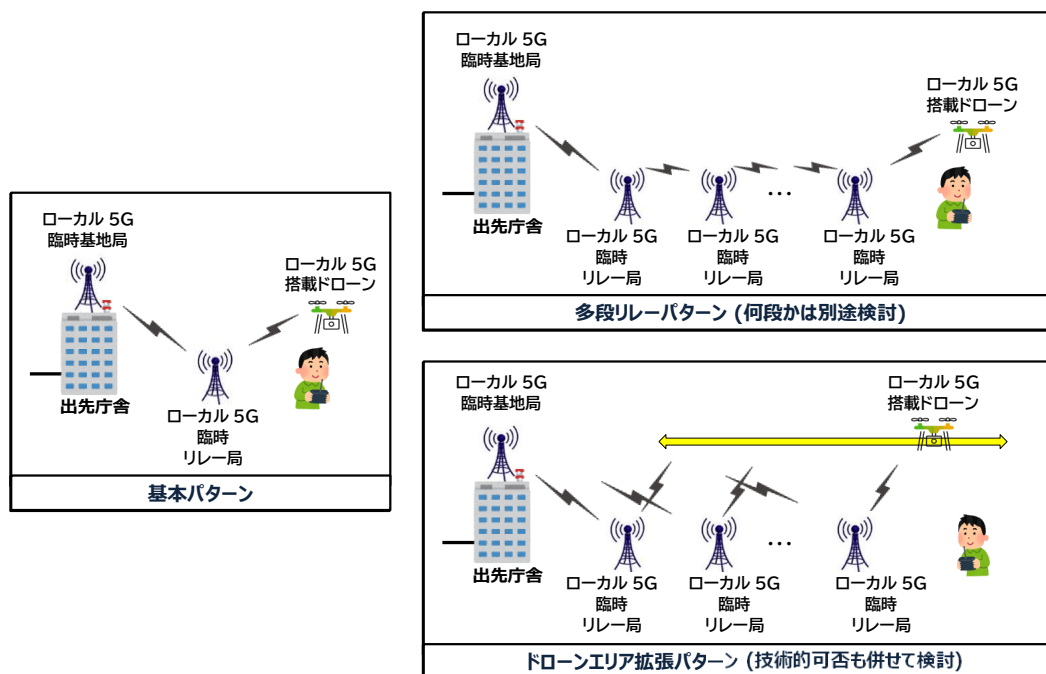 ローカル 5G
臨時基地局
ローカル 5G
搭載ドローン
出先庁舎
ローカル 5G
臨時
リレー局
基本パターン
ローカル 5G
臨時基地局
ローカル 5G
搭載ドローン
…
出先庁舎
ローカル 5G
臨時
リレー局
ローカル 5G
臨時
リレー局
ローカル 5G
臨時
リレー局
多段リレーパターン (何段かは別途検討)
ローカル 5G
臨時基地局
ローカル 5G
搭載ドローン
…
出先庁舎
ローカル 5G
臨時
リレー局
ローカル 5G
臨時
リレー局
ローカル 5G
臨時
リレー局
ドローンエリア拡張パターン (技術的可否も併せて検討)